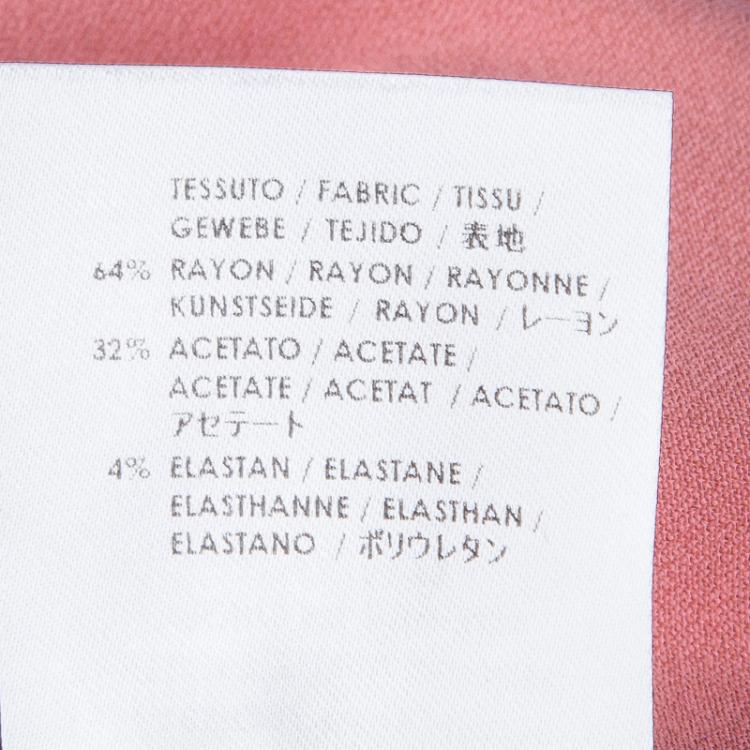 TESSUTO / FABRIC / TISSU /
GEWEBE / TEJIDO / 表地
64% RAYON / RAYON / RAYONNE /
KUNSTSEIDE / RAYON / レーヨン
32% ACETATO / ACETATE /
ACETATE / ACETAT / ACETATO /
アセテート
4% ELASTAN / ELASTANE /
ELASTHANNE / ELASTHAN /
ELASTANO / ポリウレタン